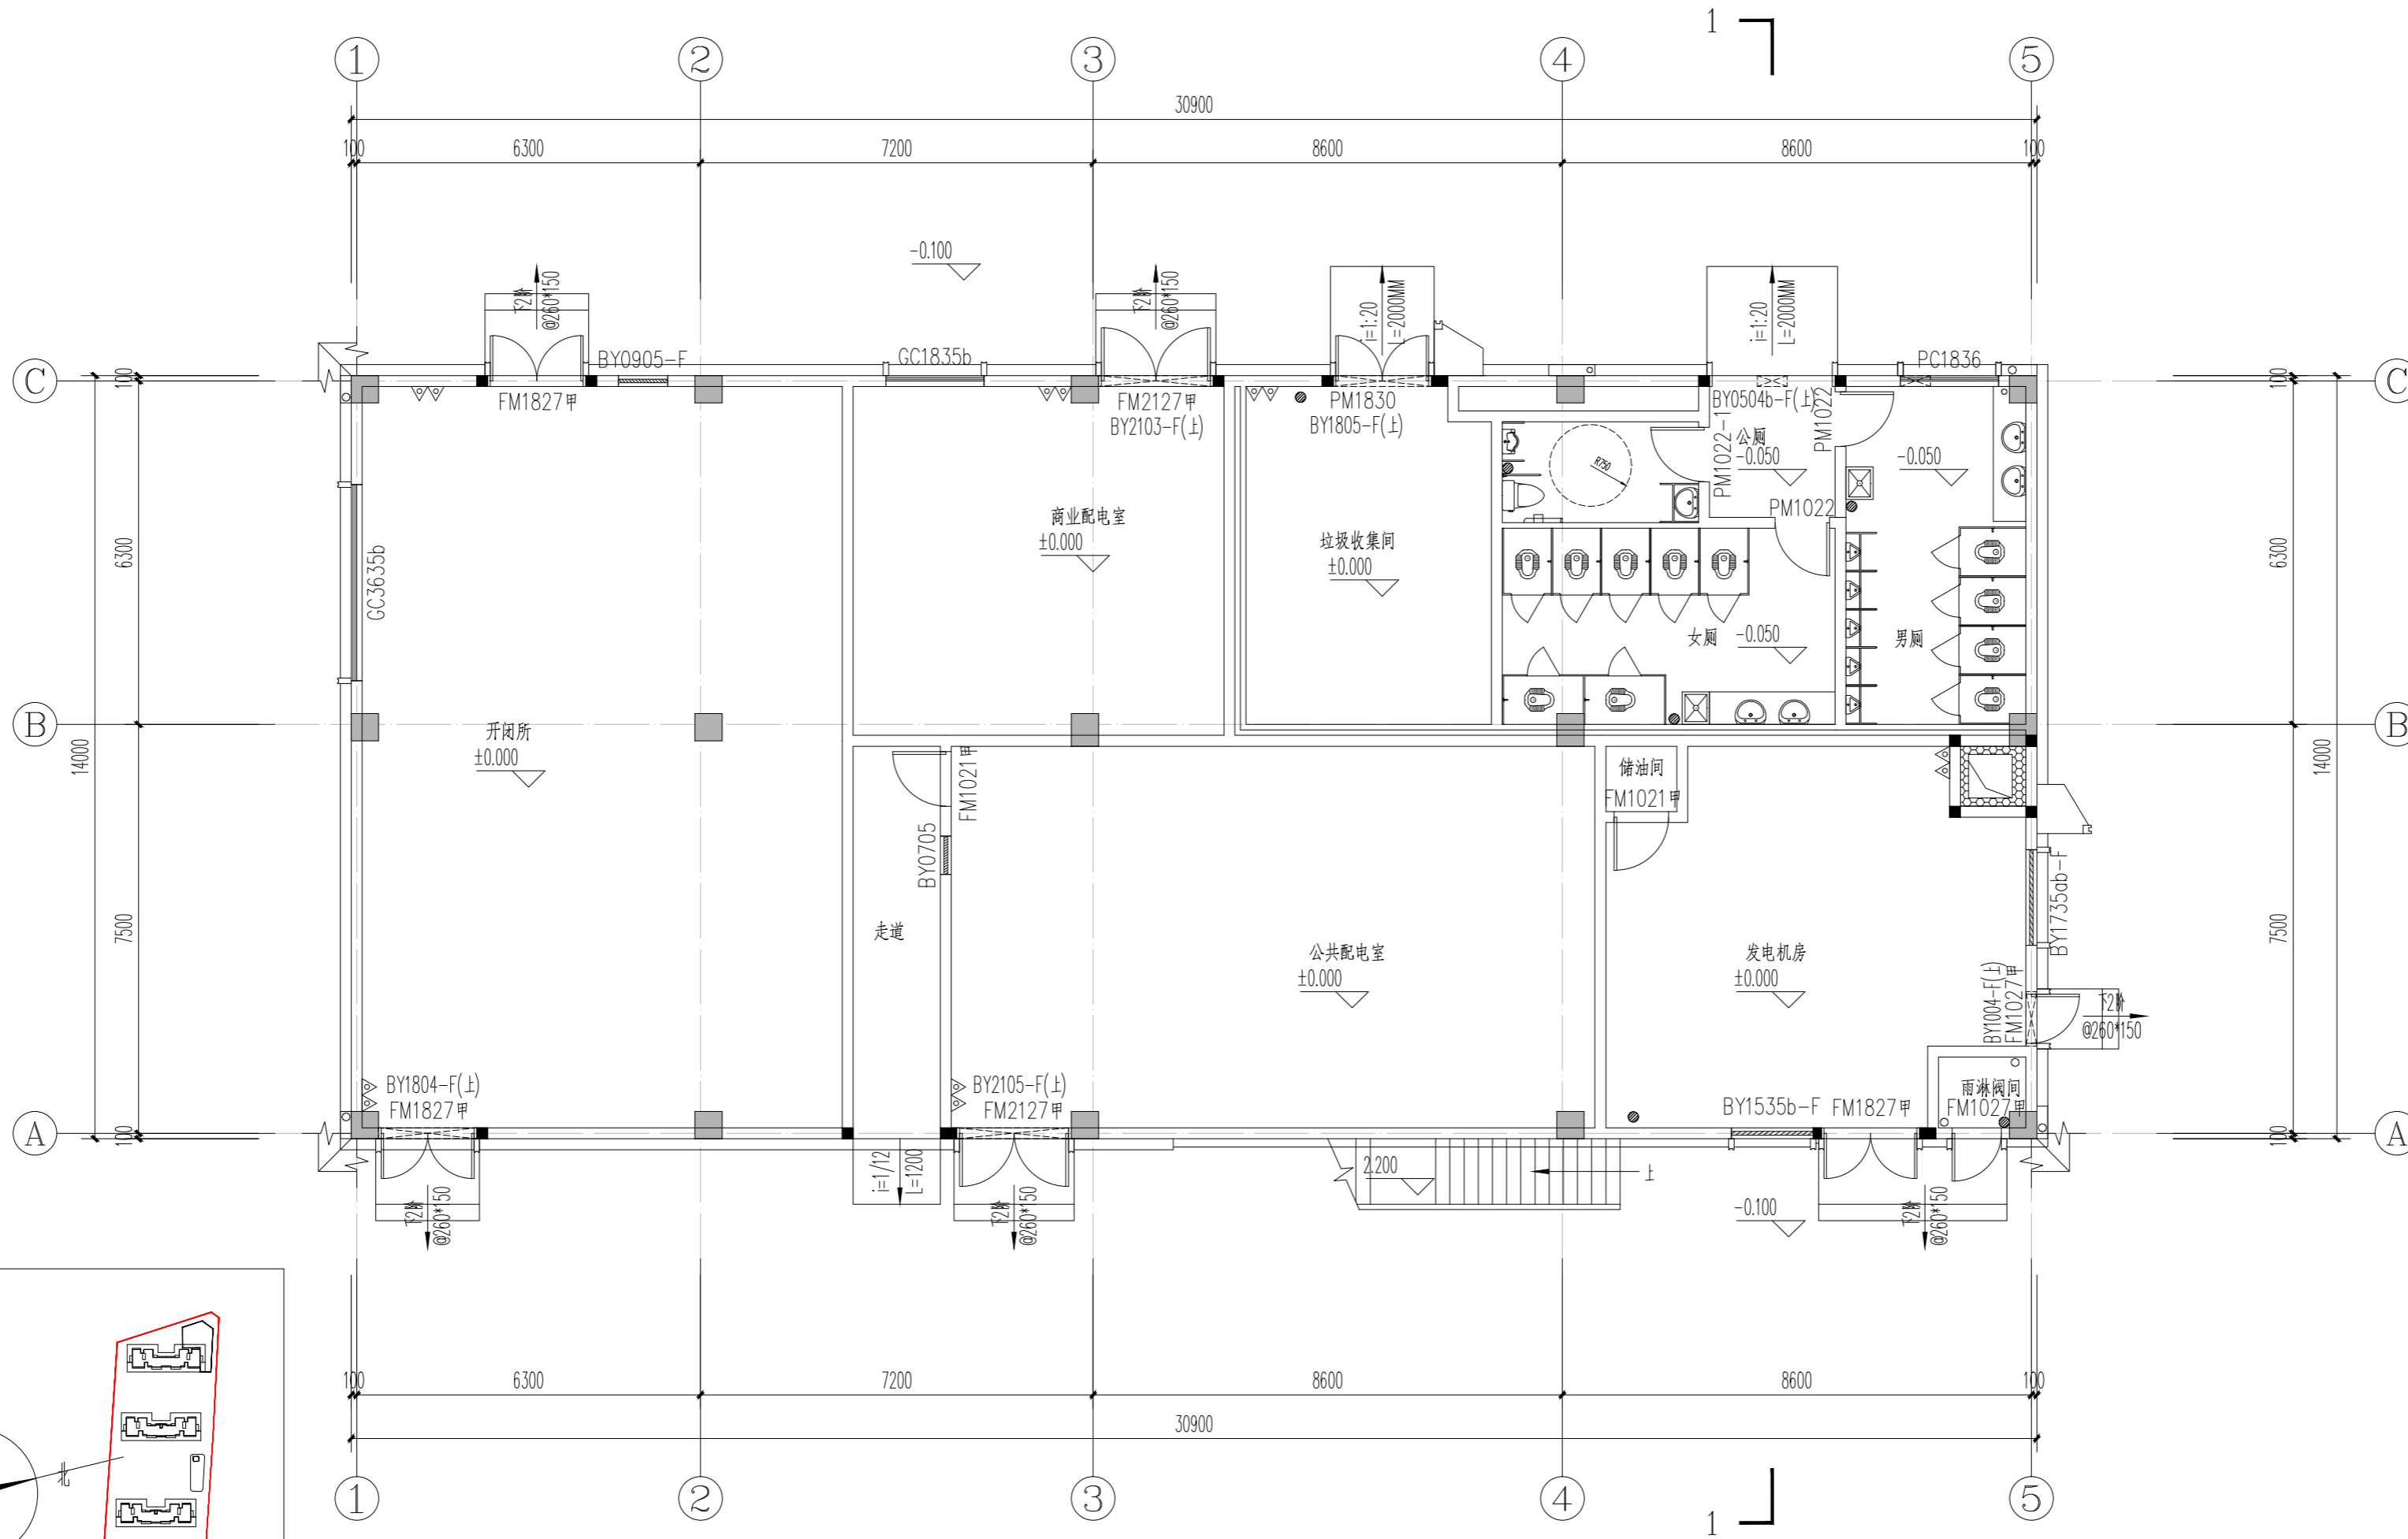 1
1 2 3 4 5
30900
100 6300 7200 8600 8600 100
-0.100
下2阶
@260*150
下2阶
@260*150
i=1:20
L=2000MM
i=1:20
L=2000MM
C
BY0905-F
GC1835b
PC1836
C
FM1827甲
FM2127甲
BY2103-F(上)
PM1830
BY1805-F(上)
BY0504b-F(上)
PM1022
PM1022-1
公厕
-0.050
-0.050
R750
PM1022
100
6300
7500
100
14000
100
6300
7500
100
14000
GC3635b
商业配电室
±0.000
垃圾收集间
±0.000
女厕 -0.050
男厕
B
B
开闭所
±0.000
FM1021甲
BY0705
储油间
FM1021甲
走道
公共配电室
±0.000
发电机房
±0.000
BY1735ab-F
BY1004-F(上)
FM1027甲
下2阶
@260*150
BY1804-F(上)
FM1827甲
BY2105-F(上)
FM2127甲
BY1535b-F
FM1827甲
雨淋阀间
FM1027甲
A
A
i=1/12
L=1200
2.200
上
-0.100
下2阶
@260*150
下2阶
@260*150
下2阶
@260*150
北
100 6300 7200 8600 8600 100
30900
1 2 3 4 5
1